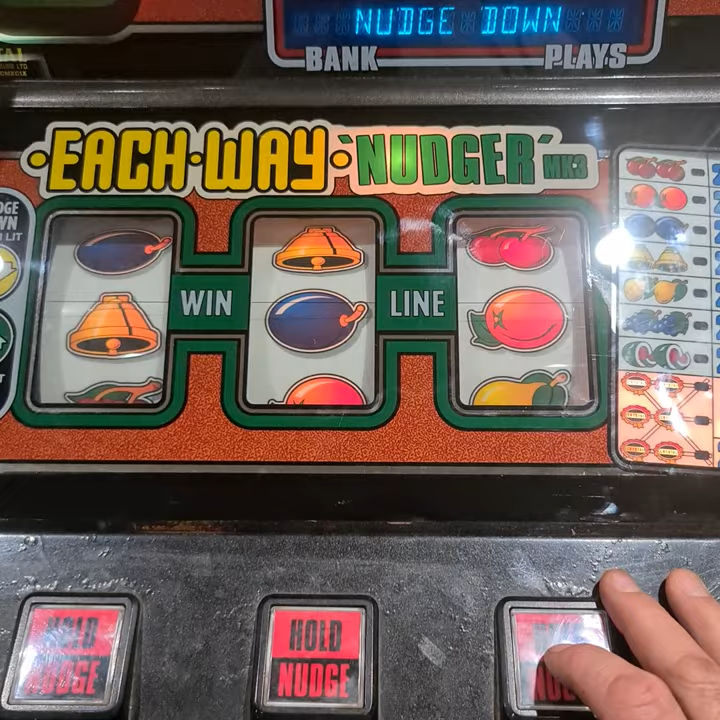 NUDGE DOWN
BANK
PLAYS
EACH·WAY
'NUDGER'
MK3
WIN
LINE
HOLD
NUDGE
HOLD
NUDGE